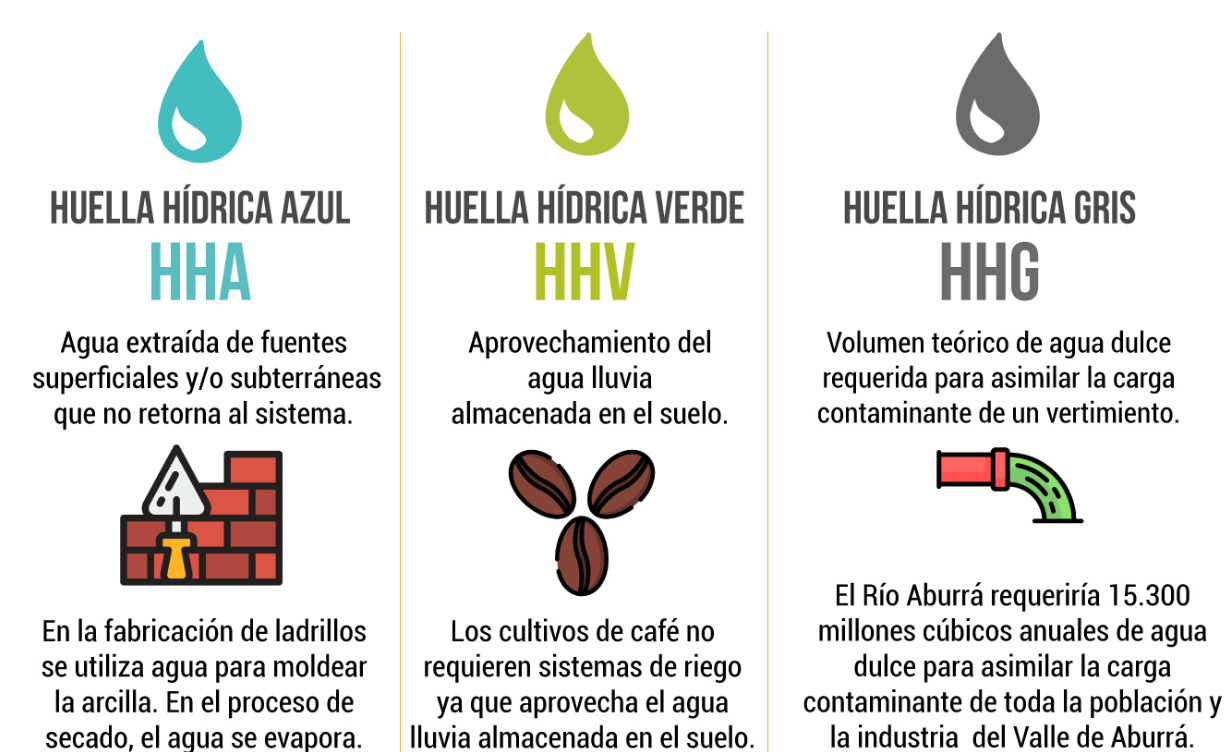 HUELLA HÍDRICA AZUL
HHA
Agua extraída de fuentes
superficiales y/o subterráneas
que no retorna al sistema.
En la fabricación de ladrillos
se utiliza agua para moldear
la arcilla. En el proceso de
secado, el agua se evapora.
HUELLA HÍDRICA VERDE
HHV
Aprovechamiento del
agua lluvia
almacenada en el suelo.
Los cultivos de café no
requieren sistemas de riego
ya que aprovecha el agua
lluvia almacenada en el suelo.
HUELLA HÍDRICA GRIS
HHG
Volumen teórico de agua dulce
requerida para asimilar la carga
contaminante de un vertimiento.
El Río Aburrá requeriría 15.300
millones cúbicos anuales de agua
dulce para asimilar la carga
contaminante de toda la población y
la industria  del Valle de Aburrá.